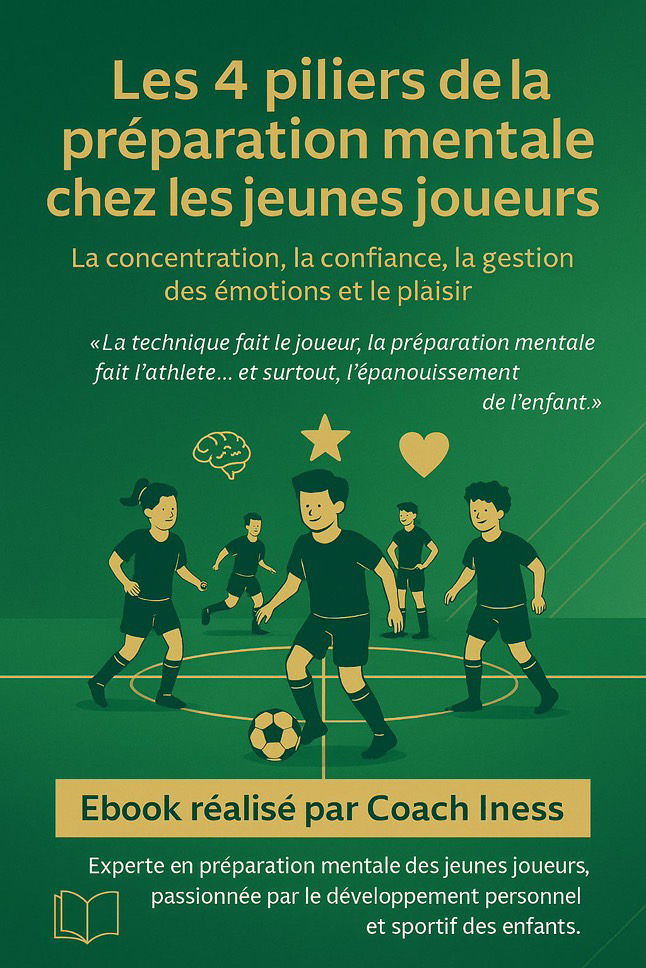 Les 4 piliers de la
préparation mentale
chez les jeunes joueurs
La concentration, la confiance, la gestion
des émotions et le plaisir
«La technique fait le joueur, la préparation mentale
fait l'athlete... et surtout, l'épanouissement
de l'enfant.»
Ebook réalisé par Coach Iness
Experte en préparation mentale des jeunes joueurs,
passionnée par le développement personnel
et sportif des enfants.